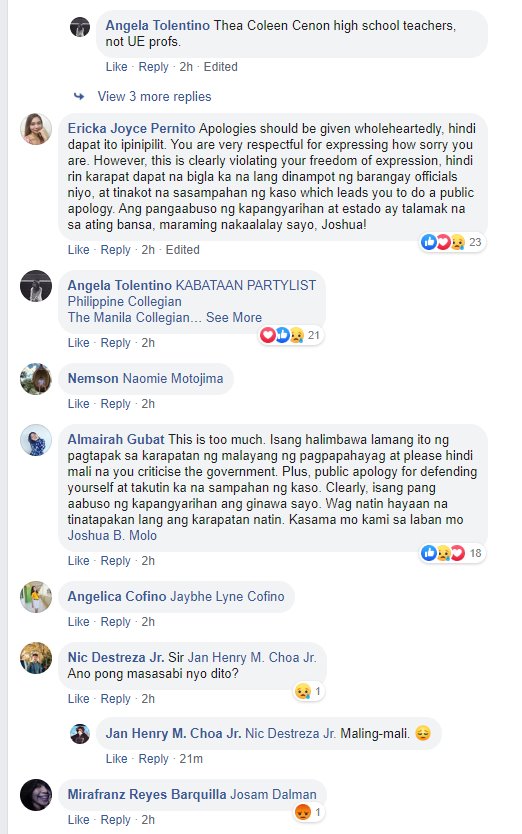 Angela Tolentino Thea Coleen Cenon high school teachers,
not UE profs.
Like · Reply · 2h · Edited
View 3 more replies
Ericka Joyce Pernito Apologies should be given wholeheartedly, hindi
dapat ito ipinipilit. You are very respectful for expressing how sorry you
are. However, this is clearly violating your freedom of expression, hindi
rin karapat dapat na bigla ka na lang dinampot ng barangay officials
niyo, at tinakot na sasampahan ng kaso which leads you to do a public
apology. Ang pangaabuso ng kapangyarihan at estado ay talamak na
sa ating bansa, maraming nakaalalay sayo, Joshua!
23
Like · Reply · 2h · Edited
Angela Tolentino KABATAAN PARTYLIST
Philippine Collegian
The Manila Collegian... See More
21
Like · Reply · 2h
Nemson Naomie Motojima
Like · Reply · 2h
Almairah Gubat This is too much. Isang halimbawa lamang ito ng
pagtapak sa karapatan ng malayang ng pagpapahayag at please hindi
mali na you criticise the government. Plus, public apology for defending
yourself at takutin ka na sampahan ng kaso. Clearly, isang pang
aabuso ng kapangyarihan ang ginawa sayo. Wag natin hayaan na
tinatapakan lang ang karapatan natin. Kasama mo kami sa laban mo
Joshua B. Molo
18
Like · Reply · 2h
Angelica Cofino Jaybhe Lyne Cofino
Like · Reply · 2h
Nic Destreza Jr. Sir Jan Henry M. Choa Jr.
Ano pong masasabi nyo dito?
1
Like · Reply · 2h
Jan Henry M. Choa Jr. Nic Destreza Jr. Maling-mali. 😔
Like · Reply · 21m
Mirafranz Reyes Barquilla Josam Dalman
1
Like · Reply · 2h